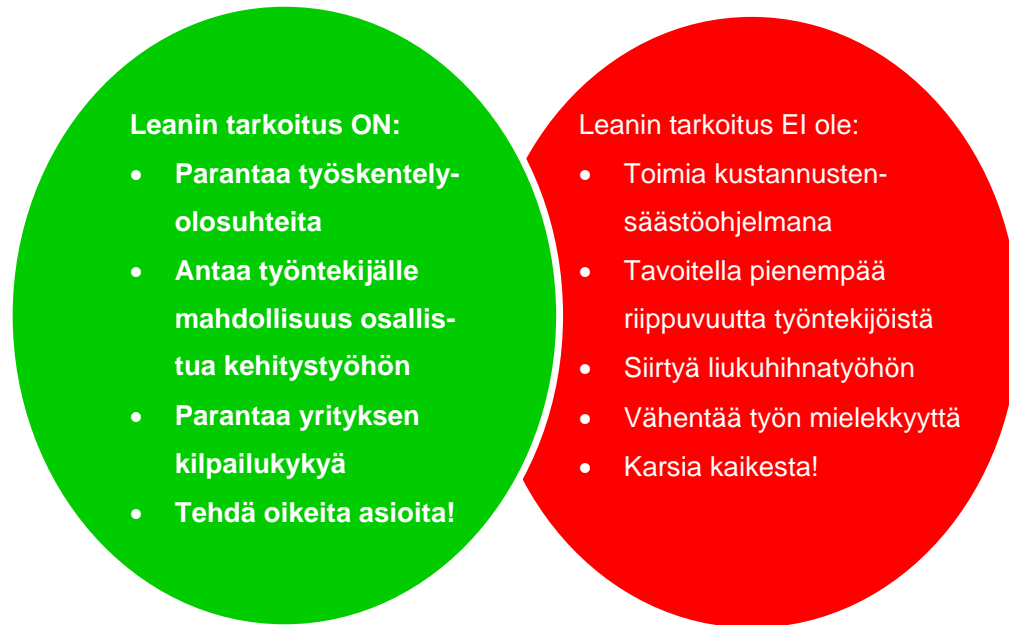 Leanin tarkoitus ON:
• Parantaa työskentely-
olosuhteita
• Antaa työntekijälle
mahdollisuus osallis-
tua kehitystyöhön
• Parantaa yrityksen
kilpailukykyä
• Tehdä oikeita asioita!
Leanin tarkoitus EI ole:
• Toimia kustannusten-
säästöohjelmana
• Tavoitella pienempää
riippuvuutta työntekijöistä
• Siirtyä liukuhihnatyöhön
• Vähentää työn mielekkyyttä
• Karsia kaikesta!